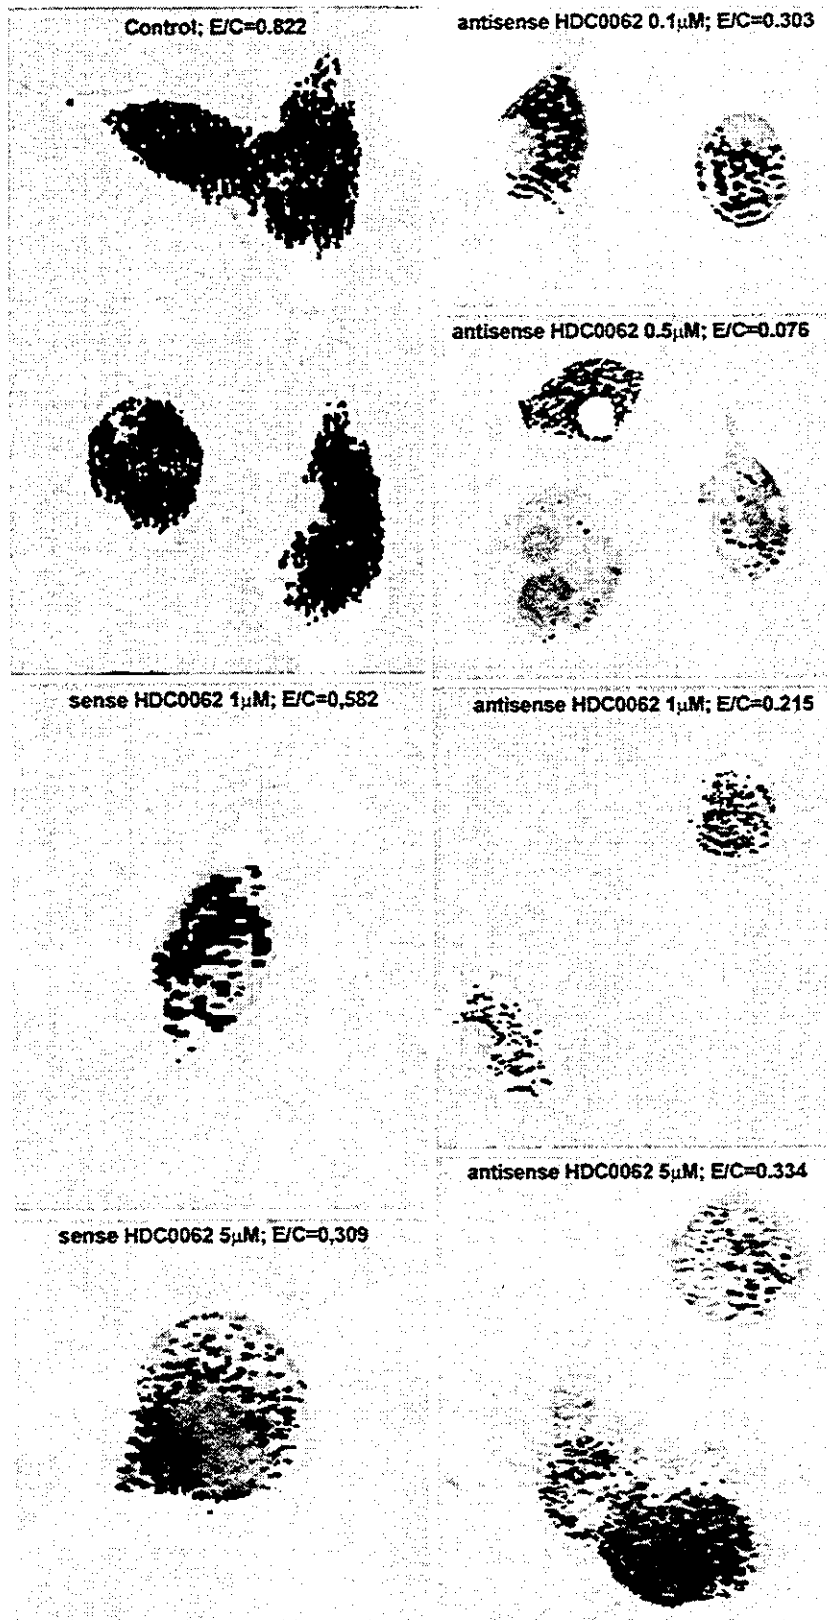 Control; E/C=0.822
antisense HDC0062 0.1µM; E/C=0.303
antisense HDC0062 0.5µM; E/C=0.076
sense HDC0062 1µM; E/C=0,582
antisense HDC0062 1µM; E/C=0.215
antisense HDC0062 5µM; E/C=0.334
sense HDC0062 5µM; E/C=0,309